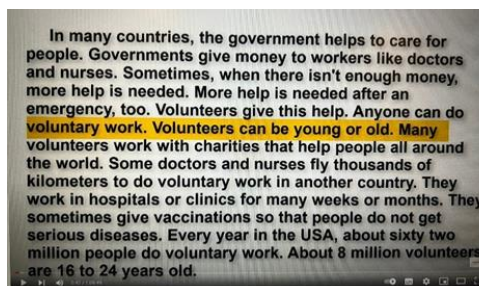 In many countries, the government helps to care for
people. Governments give money to workers like doctors
and nurses. Sometimes, when there isn't enough money,
more help is needed. More help is needed after an
emergency, too. Volunteers give this help. Anyone can do
voluntary work. Volunteers can be young or old. Many
volunteers work with charities that help people all around
the world. Some doctors and nurses fly thousands of
kilometers to do voluntary work in another country. They
work in hospitals or clinics for many weeks or months. They
sometimes give vaccinations so that people do not get
serious diseases. Every year in the USA, about sixty two
million people do voluntary work. About 8 million volunteers
are 16 to 24 years old.